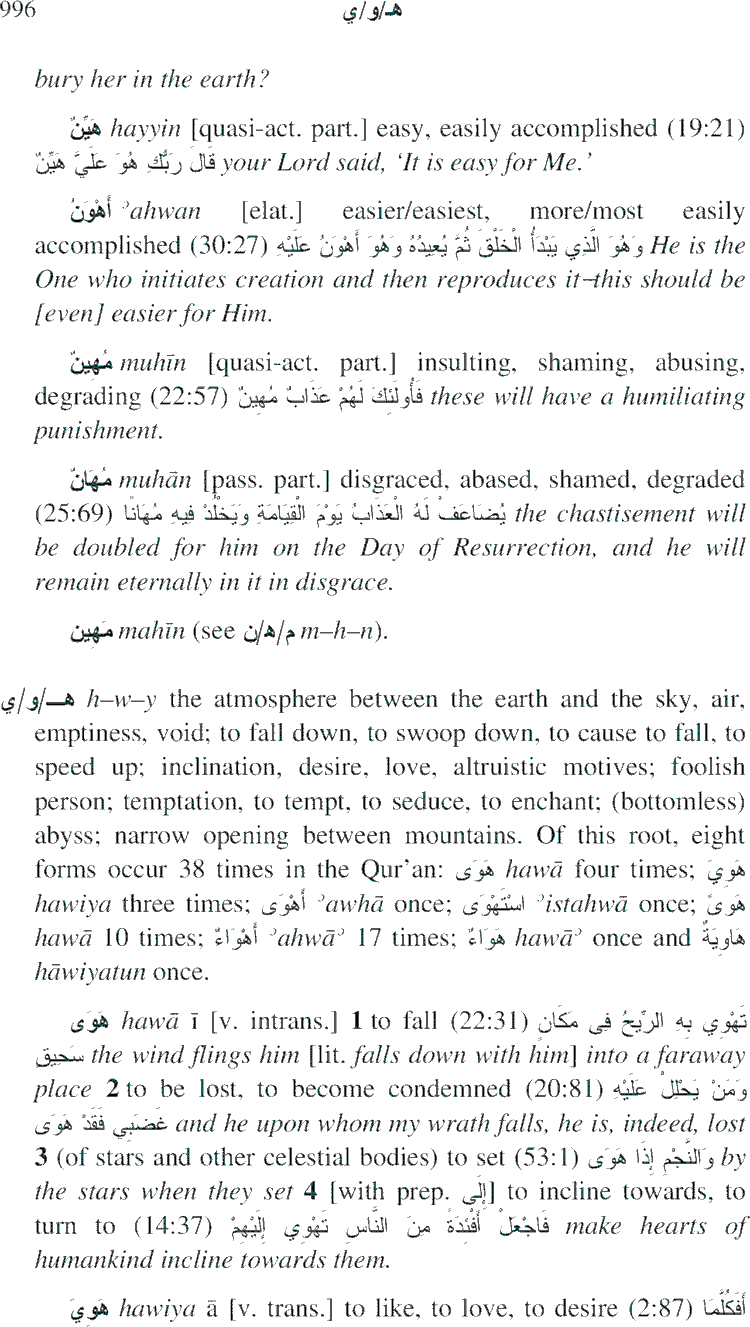 996 هـ/و/ي
bury her in the earth?
هَيِّنٌ hayyin [quasi-act. part.] easy, easily accomplished (19:21)
قَالَ رَبُّكِ هُوَ عَلَيَّ هَيِّنٌ your Lord said, ‘It is easy for Me.’
أَهْوَنُ ʾahwan [elat.] easier/easiest, more/most easily
accomplished (30:27) وَهُوَ الَّذِي يَبْدَأُ الْخَلْقَ ثُمَّ يُعِيدُهُ وَهُوَ أَهْوَنُ عَلَيْهِ He is the
One who initiates creation and then reproduces it–this should be
[even] easier for Him.
مُهِينٌ muhīn [quasi-act. part.] insulting, shaming, abusing,
degrading (22:57) فَأُولَئِكَ لَهُمْ عَذَابٌ مُهِينٌ these will have a humiliating
punishment.
مُهَانٌ muhān [pass. part.] disgraced, abased, shamed, degraded
(25:69) يُضَاعَفْ لَهُ الْعَذَابُ يَوْمَ الْقِيَامَةِ وَيَخْلُدْ فِيهِ مُهَانًا the chastisement will
be doubled for him on the Day of Resurrection, and he will
remain eternally in it in disgrace.
مَهِين mahīn (see م/هـ/ن m–h–n).
هـ/و/ي h–w–y the atmosphere between the earth and the sky, air,
emptiness, void; to fall down, to swoop down, to cause to fall, to
speed up; inclination, desire, love, altruistic motives; foolish
person; temptation, to tempt, to seduce, to enchant; (bottomless)
abyss; narrow opening between mountains. Of this root, eight
forms occur 38 times in the Qur’an: هَوَى hawā four times; هَوِيَ
hawiya three times; أَهْوَى ʾawhā once; اسْتَهْوَى ʾistahwā once; هَوىً
hawā 10 times; أَهْوَاءٌ ʾahwāʾ 17 times; هَوَاءٌ hawāʾ once and هَاوِيَةٌ
hāwiyatun once.
هَوَى hawā ī [v. intrans.] 1 to fall (22:31) تَهْوِي بِهِ الرِّيحُ فِي مَكَانٍ
سَحِيقٍ the wind flings him [lit. falls down with him] into a faraway
place 2 to be lost, to become condemned (20:81) وَمَنْ يَحْلِلْ عَلَيْهِ
غَضَبِي فَقَدْ هَوَى and he upon whom my wrath falls, he is, indeed, lost
3 (of stars and other celestial bodies) to set (53:1) وَالنَّجْمِ إِذَا هَوَى by
the stars when they set 4 [with prep. إِلَى] to incline towards, to
turn to (14:37) فَاجْعَلْ أَفْئِدَةً مِنَ النَّاسِ تَهْوِي إِلَيْهِمْ make hearts of
humankind incline towards them.
هَوِيَ hawiya ā [v. trans.] to like, to love, to desire (2:87) أَفَكُلَّمَا